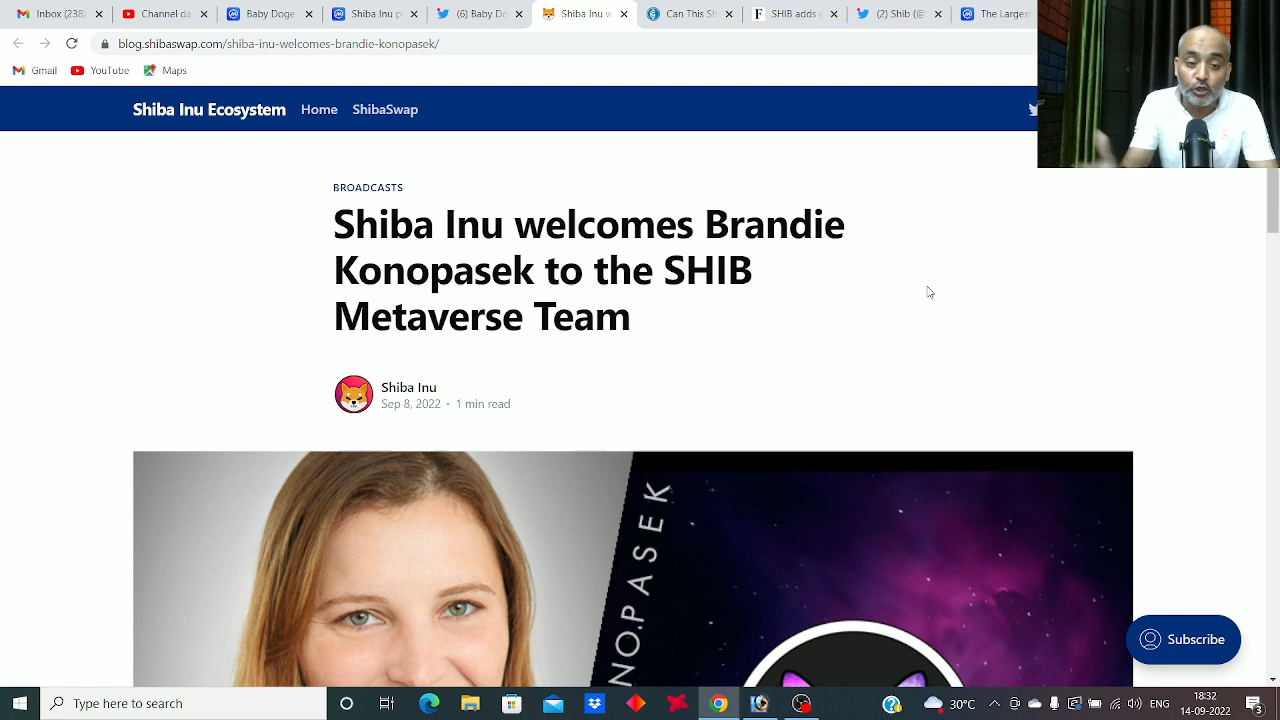 Inbox (238)
Channel da
Baby Doge
Shiba Inu
(1) Baby Do
Shiba Inu w
Can This SH
SHIB adds
(2) Shib (@
The Largest
blog.shibaswap.com/shiba-inu-welcomes-brandie-konopasek/
Gmail
YouTube
Maps
Shiba Inu Ecosystem
Home
ShibaSwap
BROADCASTS
Shiba Inu welcomes Brandie
Konopasek to the SHIB
Metaverse Team
Shiba Inu
Sep 8, 2022 • 1 min read
NOPASEK
Subscribe
Type here to search
30°C
ENG
18:32
14-09-2022
3